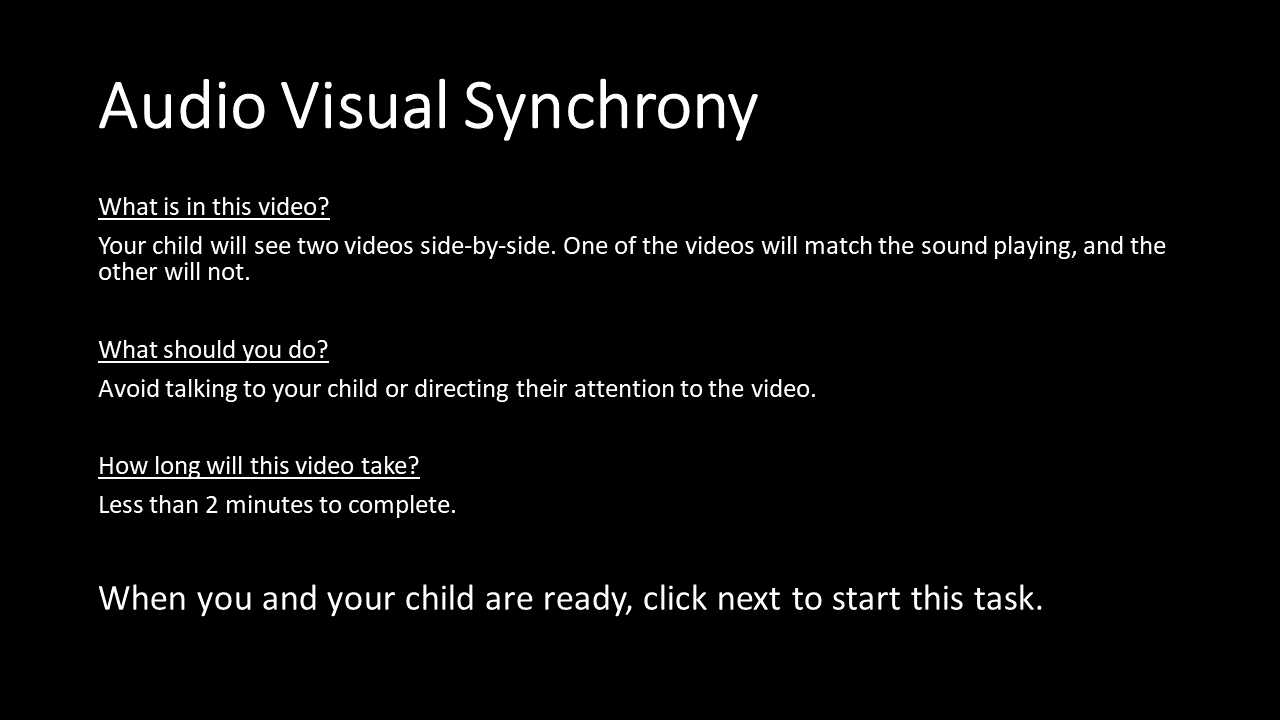 Audio Visual Synchrony
What is in this video?
Your child will see two videos side-by-side. One of the videos will match the sound playing, and the
other will not.
What should you do?
Avoid talking to your child or directing their attention to the video.
How long will this video take?
Less than 2 minutes to complete.
When you and your child are ready, click next to start this task.